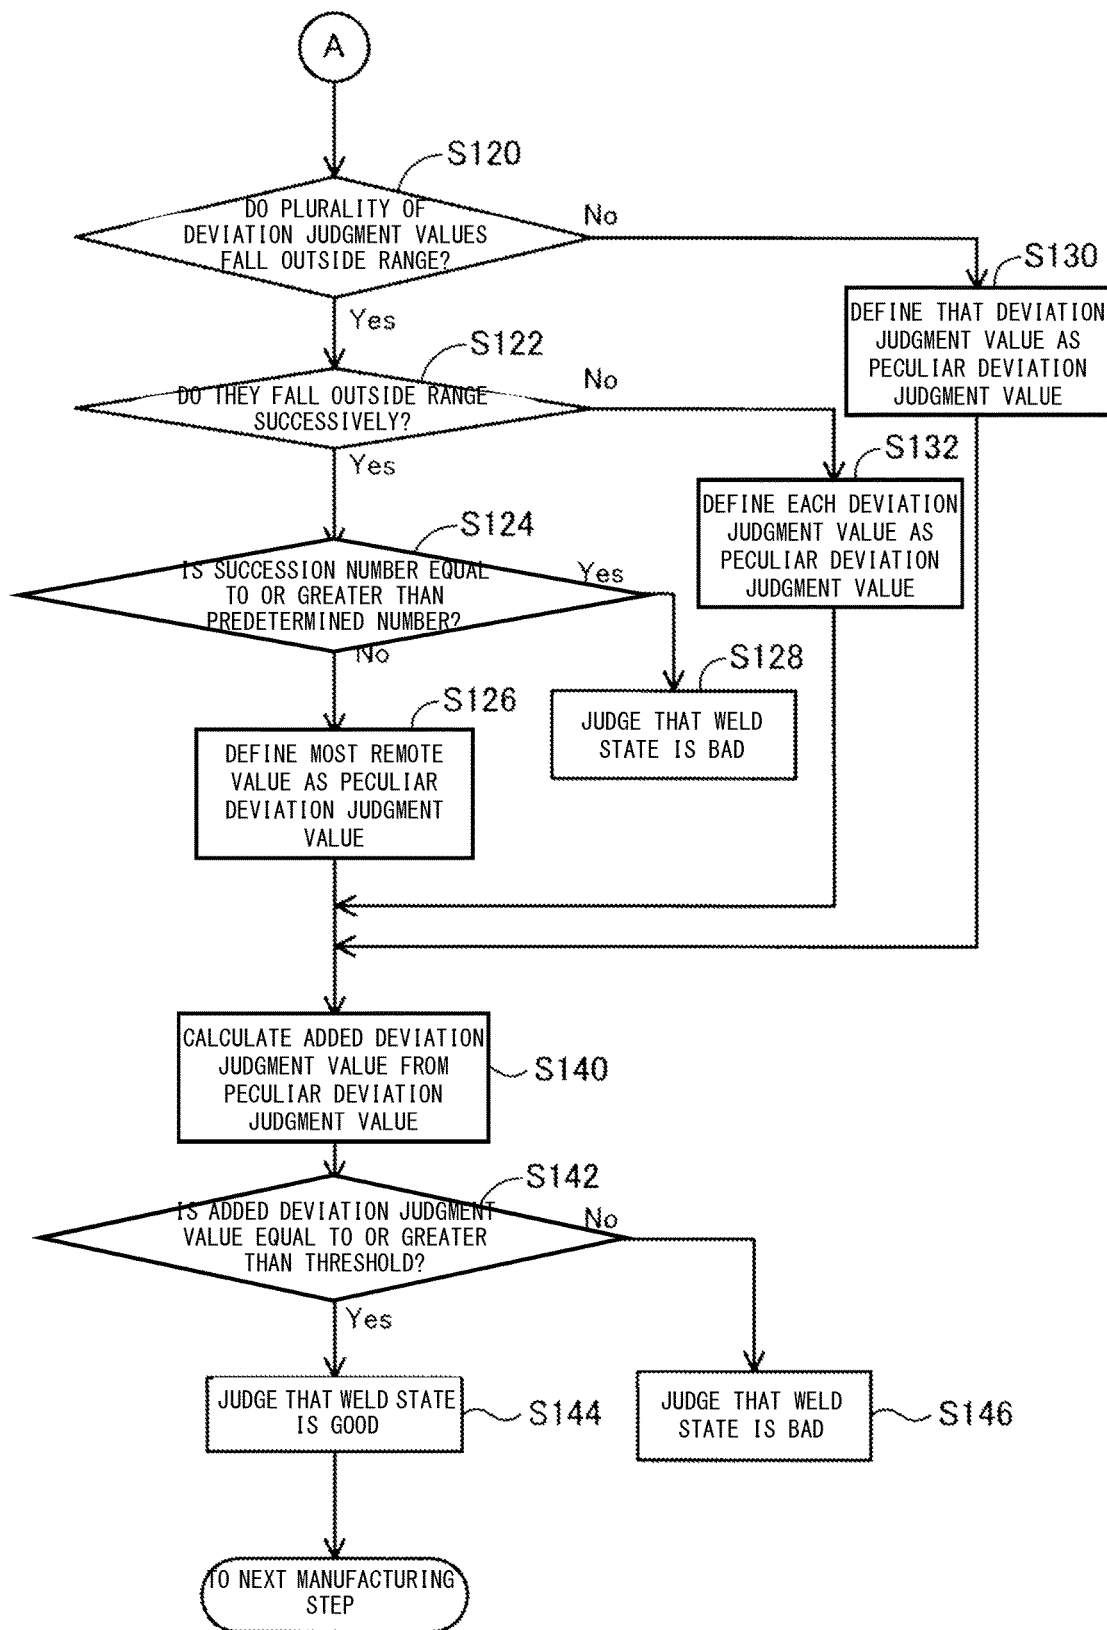 A
S120
DO PLURALITY OF
DEVIATION JUDGMENT VALUES
FALL OUTSIDE RANGE?
No
Yes
S130
DEFINE THAT DEVIATION
JUDGMENT VALUE AS
PECULIAR DEVIATION
JUDGMENT VALUE
S122
DO THEY FALL OUTSIDE RANGE
SUCCESSIVELY?
No
Yes
S132
DEFINE EACH DEVIATION
JUDGMENT VALUE AS
PECULIAR DEVIATION
JUDGMENT VALUE
S124
IS SUCCESSION NUMBER EQUAL
TO OR GREATER THAN
PREDETERMINED NUMBER?
Yes
No
S128
JUDGE THAT WELD
STATE IS BAD
S126
DEFINE MOST REMOTE
VALUE AS PECULIAR
DEVIATION JUDGMENT
VALUE
CALCULATE ADDED DEVIATION
JUDGMENT VALUE FROM
PECULIAR DEVIATION
JUDGMENT VALUE
S140
S142
IS ADDED DEVIATION JUDGMENT
VALUE EQUAL TO OR GREATER
THAN THRESHOLD?
No
Yes
JUDGE THAT WELD STATE
IS GOOD
S144
JUDGE THAT WELD
STATE IS BAD
S146
TO NEXT MANUFACTURING
STEP